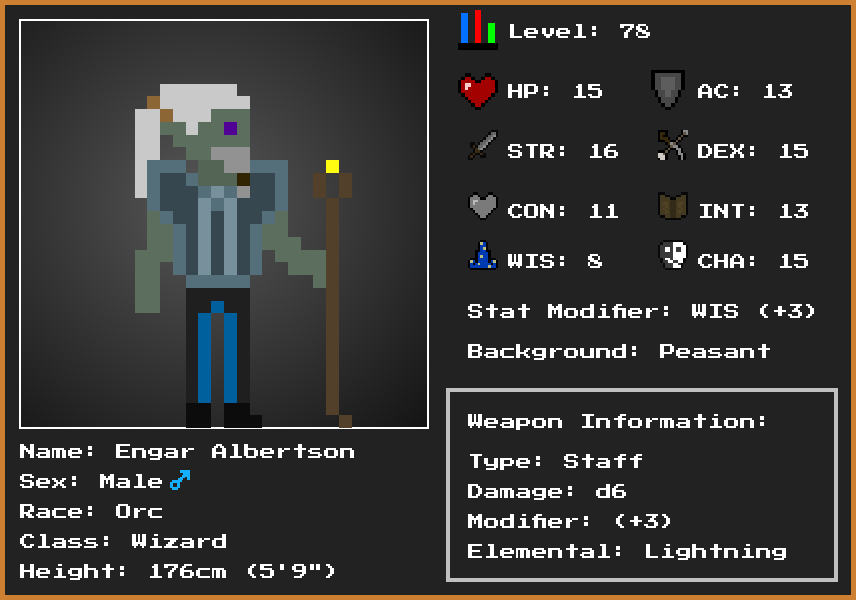 Level: 78
HP: 15 AC: 13
STR: 16 DEX: 15
CON: 11 INT: 13
WIS: 8 CHA: 15
Stat Modifier: WIS (+3)
Background: Peasant
Weapon Information:
Type: Staff
Damage: d6
Modifier: (+3)
Elemental: Lightning
Name: Engar Albertson
Sex: Male ♂
Race: Orc
Class: Wizard
Height: 176cm (5'9")